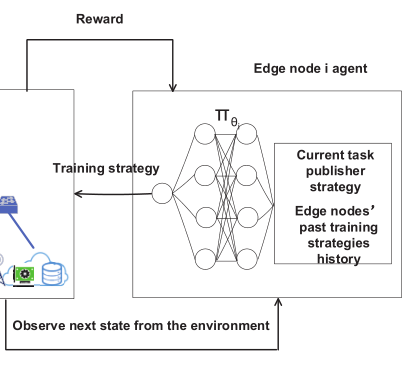 Reward
Edge node i agent
πθi
Training strategy
Current task
publisher
strategy
Edge nodes'
past training
strategies
history
Observe next state from the environment